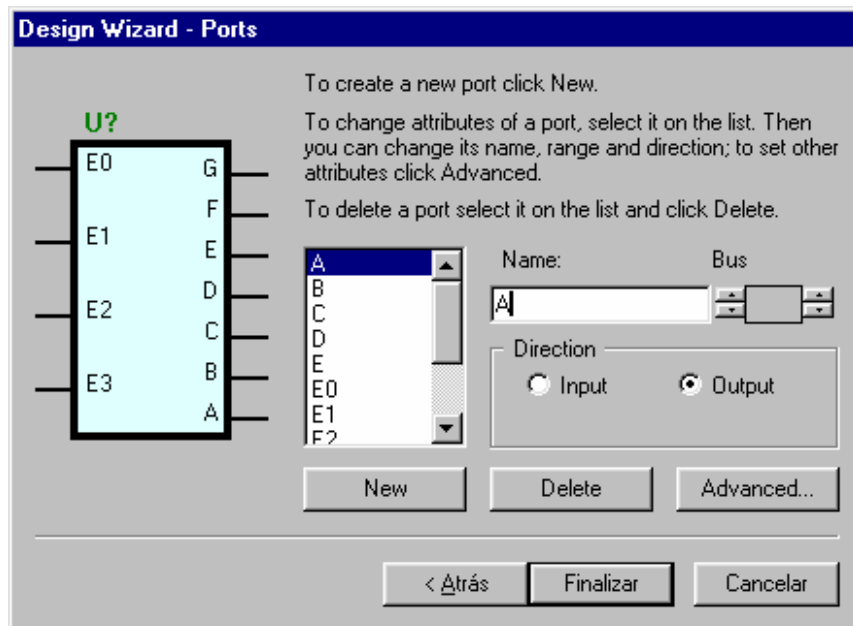 Design Wizard - Ports
To create a new port click New.
To change attributes of a port, select it on the list. Then
you can change its name, range and direction; to set other
attributes click Advanced.
To delete a port select it on the list and click Delete.
U?
E0
E1
E2
E3
G
F
E
D
C
B
A
A
B
C
D
E
E0
E1
E2
Name:
Bus
A
Direction
Input
Output
New
Delete
Advanced...
< Atrás
Finalizar
Cancelar